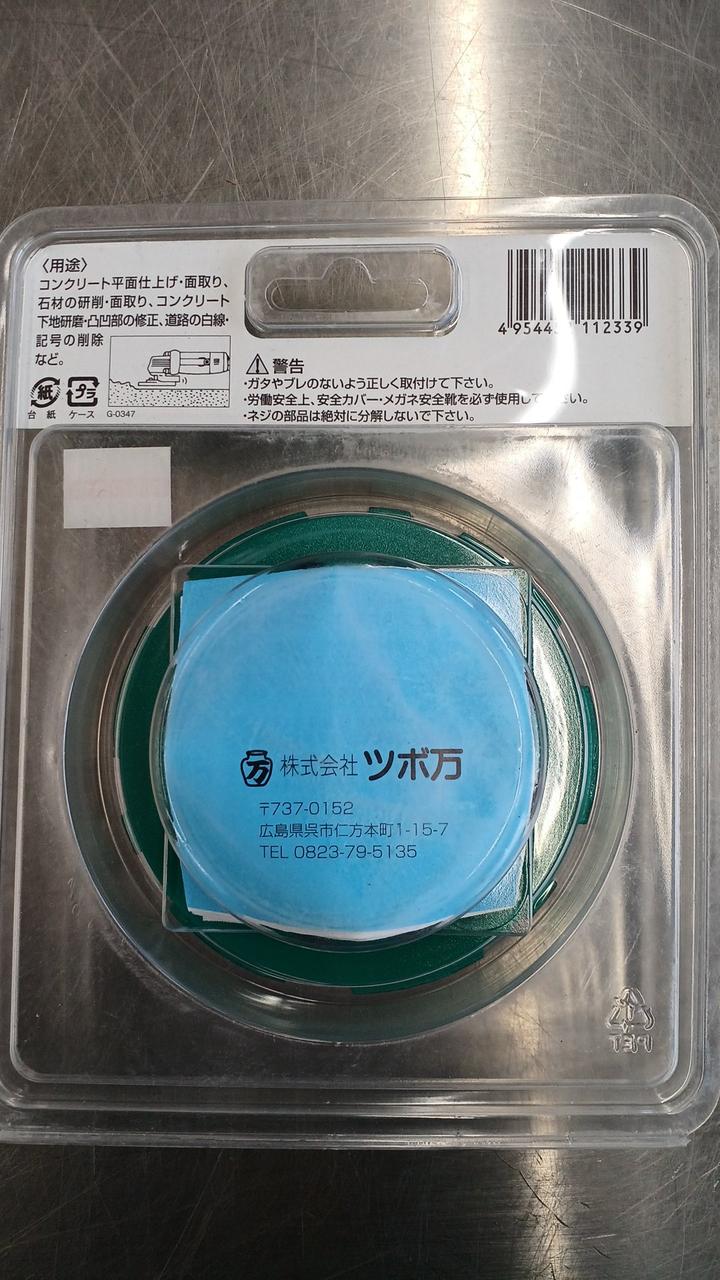 〈用途〉
コンクリート平面仕上げ・面取り、
石材の研削・面取り、コンクリート
下地研磨・凸凹部の修正、道路の白線・
記号の削除
など。
紙
プラ
台紙 ケース G-0347
警告
・ガタやブレのないよう正しく取付けて下さい。
・労働安全上、安全カバー・メガネ安全靴を必ず使用して下さい。
・ネジの部品は絶対に分解しないで下さい。
112339
万
株式会社 ツボ万
〒737-0152
広島県呉市仁方本町1-15-7
TEL 0823-79-5135
PET